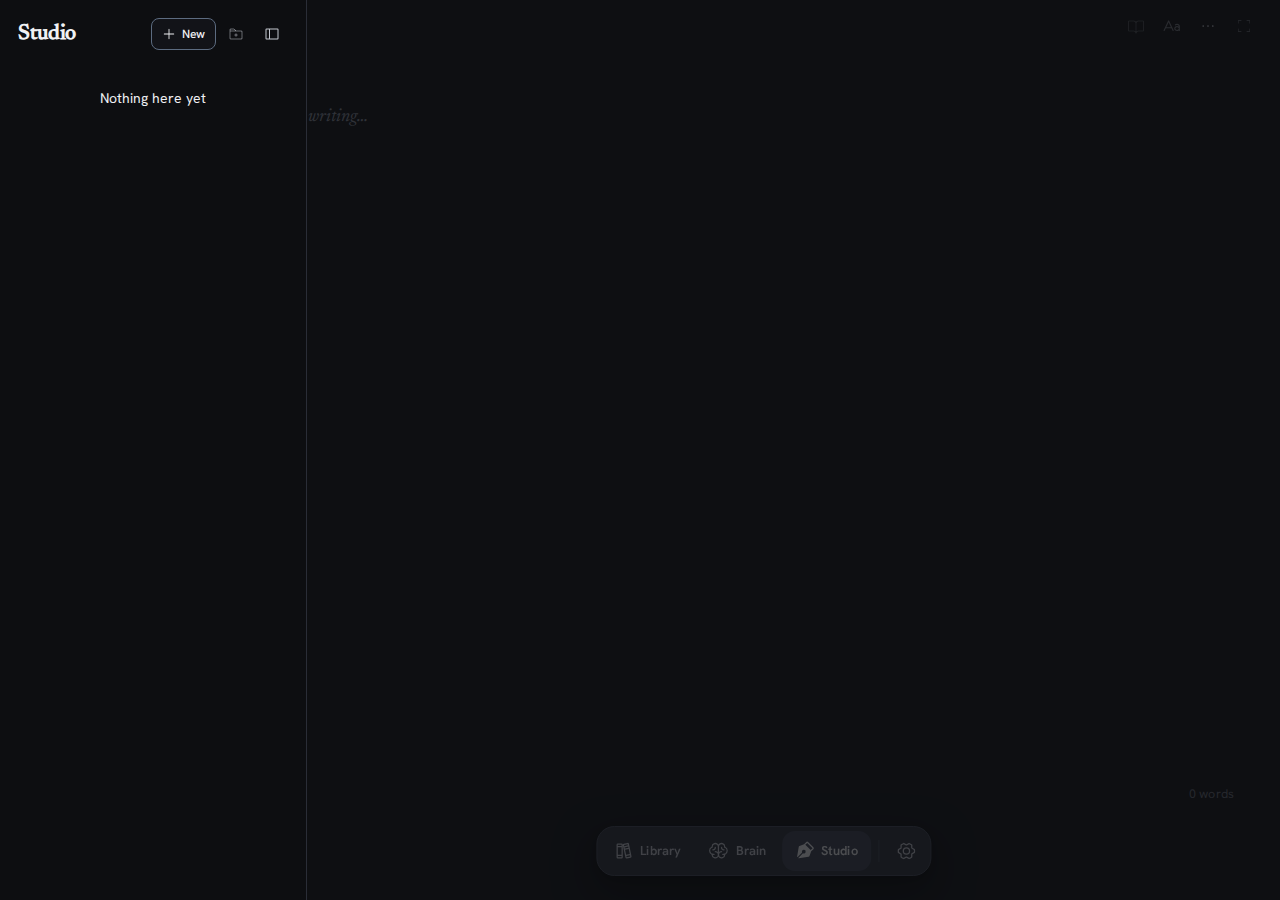 Studio
New
Nothing here yet
Aa
writing...
0 words
Library
Brain
Studio